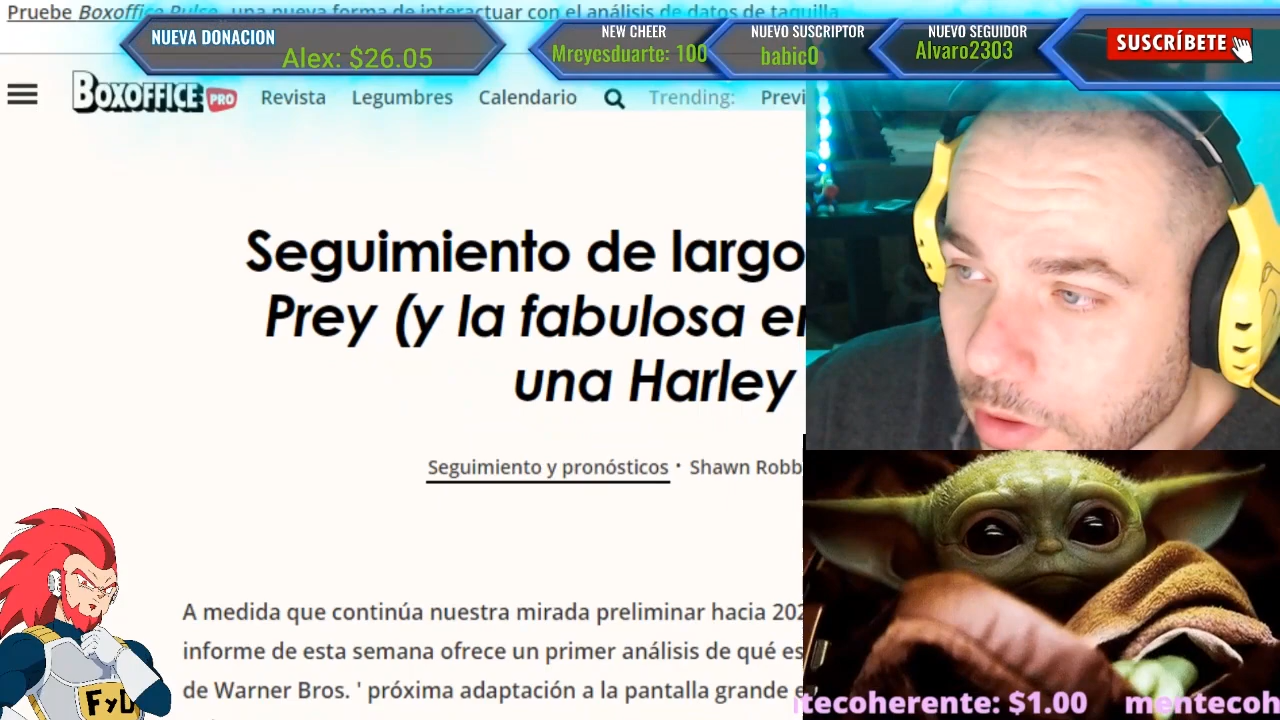 Pruebe Boxoffice Pulse, una nueva forma de interactuar con el análisis de datos de taquilla
NUEVA DONACION
Alex: $26.05
NEW CHEER
Mreyesduarte: 100
NUEVO SUSCRIPTOR
babic0
NUEVO SEGUIDOR
Alvaro2303
SUSCRÍBETE
BOXOFFICE PRO
Revista Legumbres Calendario Trending: Previ
Seguimiento de largo
Prey (y la fabulosa e
una Harley
Seguimiento y pronósticos • Shawn Robb
A medida que continúa nuestra mirada preliminar hacia 202
informe de esta semana ofrece un primer análisis de qué es
de Warner Bros. ' próxima adaptación a la pantalla grande e
FyD
tecoherente: $1.00 mentecoh